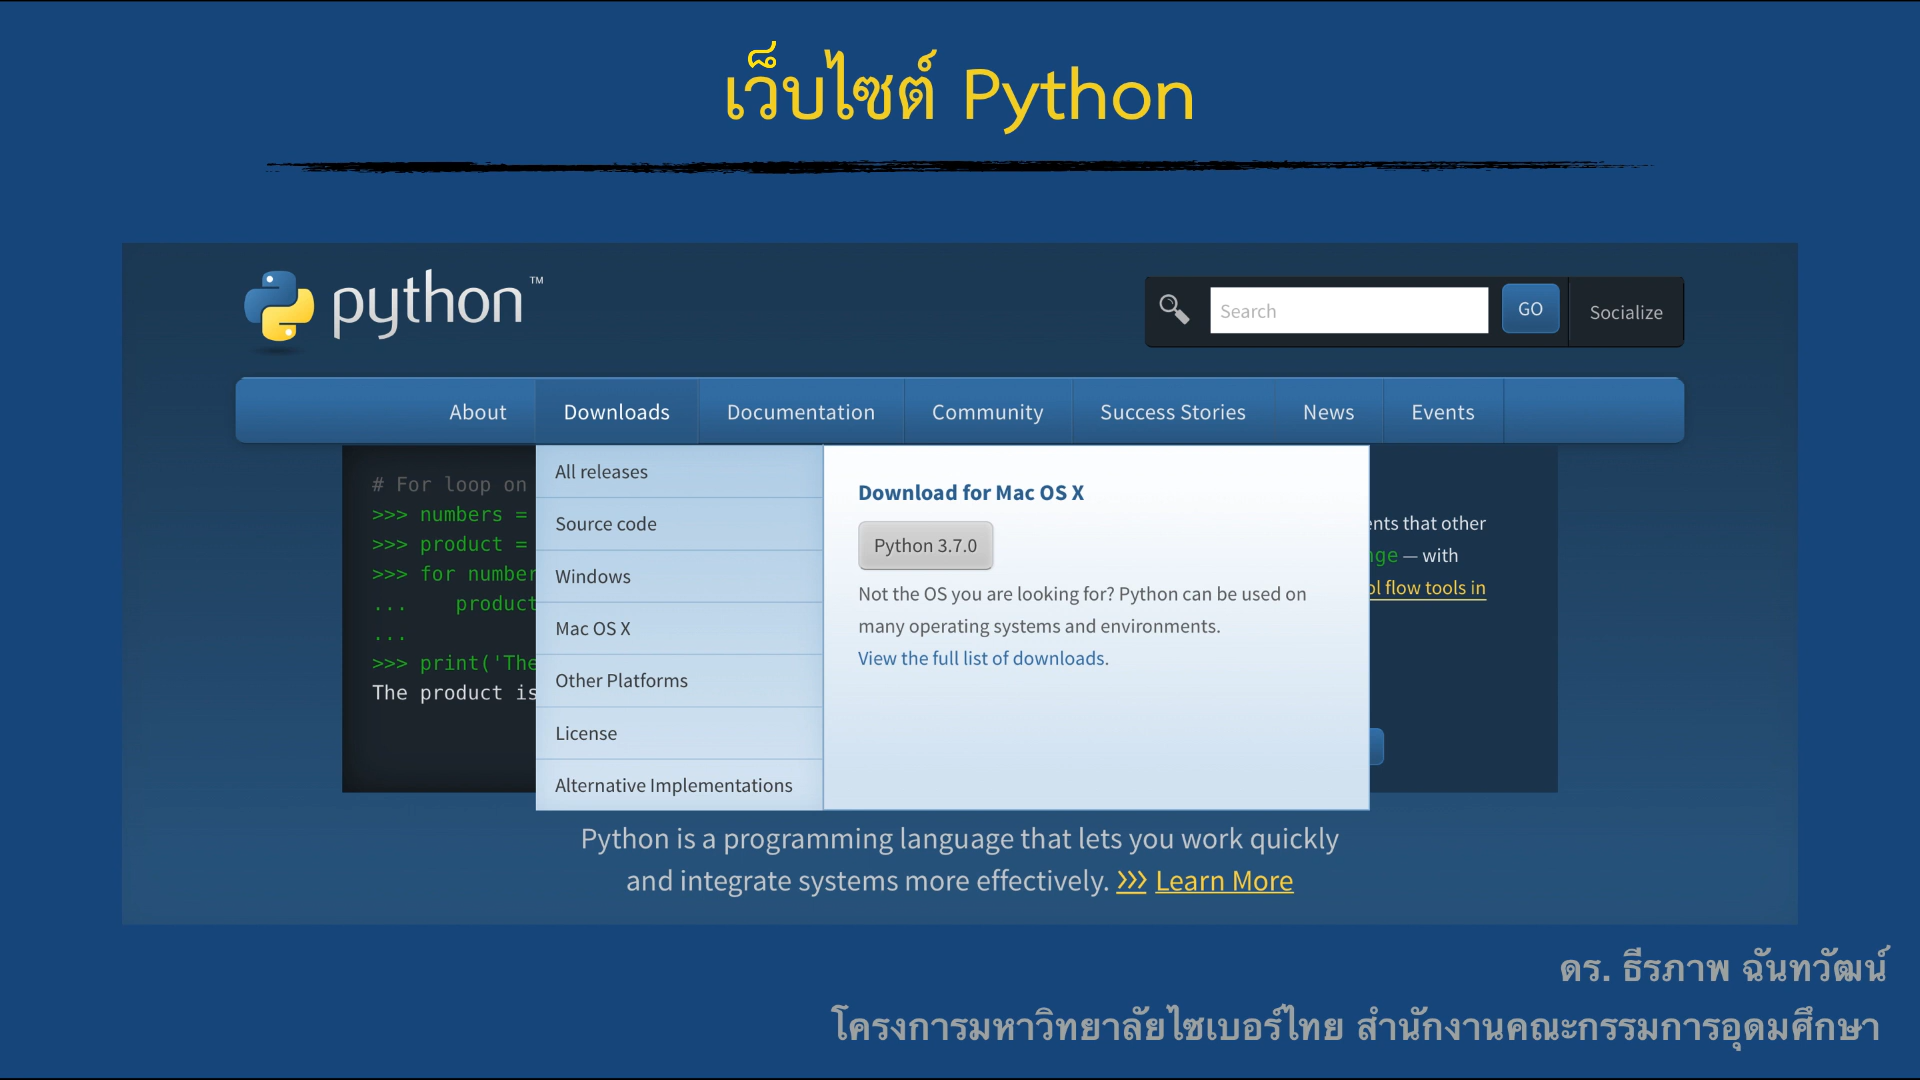 เว็บไซต์ Python
python™
Search
GO
Socialize
About
Downloads
Documentation
Community
Success Stories
News
Events
# For loop on
>>> numbers =
>>> product =
>>> for number
...    product
...
>>> print('The
The product is
All releases
Source code
Windows
Mac OS X
Other Platforms
License
Alternative Implementations
Download for Mac OS X
Python 3.7.0
Not the OS you are looking for? Python can be used on
many operating systems and environments.
View the full list of downloads.
that other
— with
flow tools in
Python is a programming language that lets you work quickly
and integrate systems more effectively. >>> Learn More
ดร. ธีรภาพ ฉันทวัฒน์
โครงการมหาวิทยาลัยไซเบอร์ไทย สำนักงานคณะกรรมการอุดมศึกษา